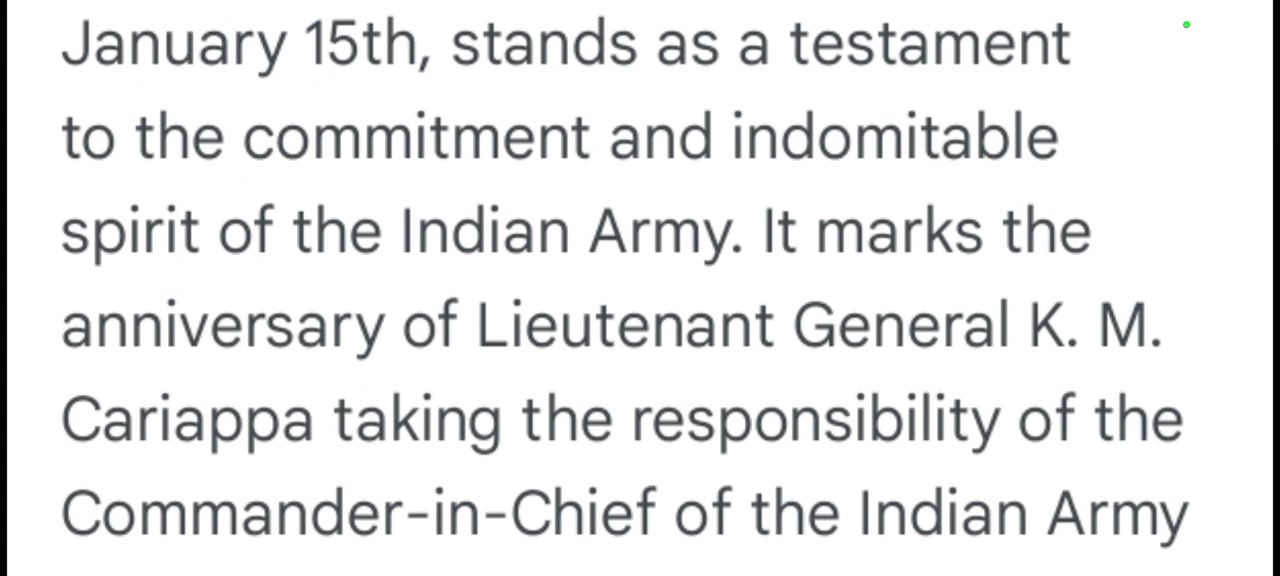 January 15th, stands as a testament
to the commitment and indomitable
spirit of the Indian Army. It marks the
anniversary of Lieutenant General K. M.
Cariappa taking the responsibility of the
Commander-in-Chief of the Indian Army